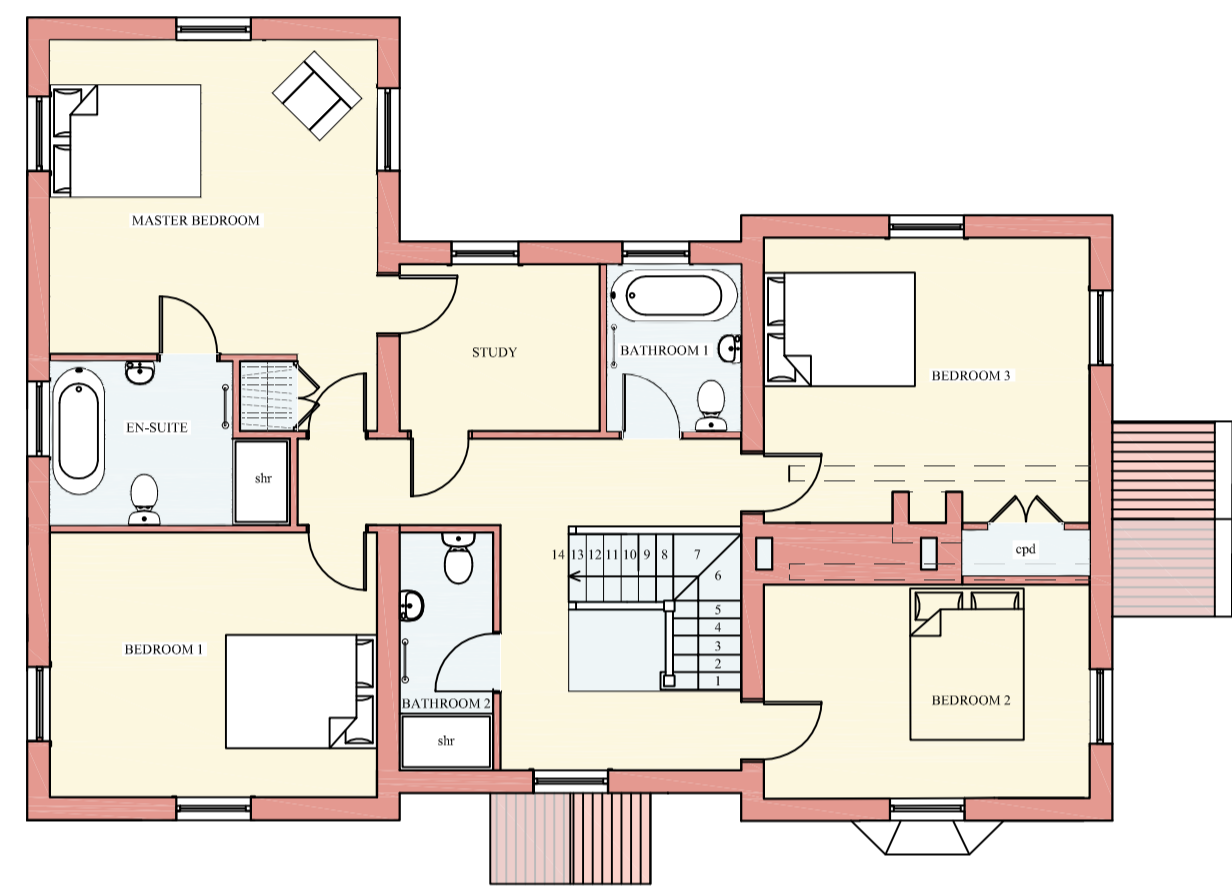 MASTER BEDROOM
STUDY
BATHROOM 1
BEDROOM 3
EN-SUITE
shr
14 13 12 11 10 9 8 7
6
5
4
3
2
1
cpd
BEDROOM 1
BATHROOM 2
shr
BEDROOM 2